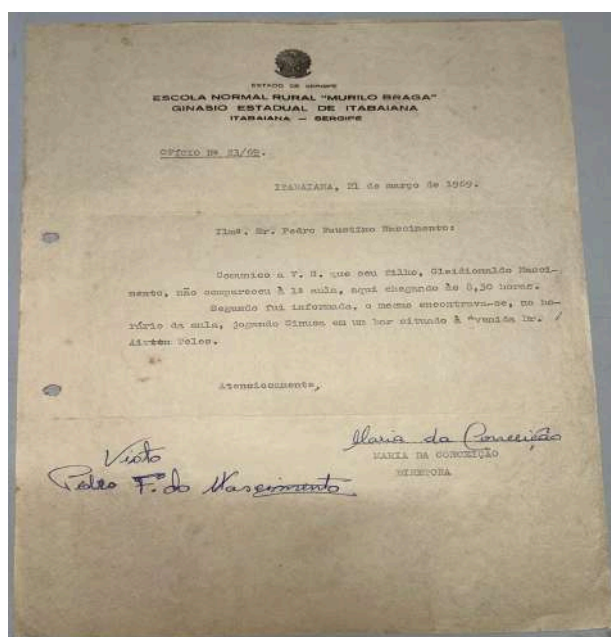 ESTADO DE SERGIPE
ESCOLA NORMAL RURAL "MURILO BRAGA"
GINASIO ESTADUAL DE ITABAIANA
ITABAIANA — SERGIPE
OFÍCIO Nº 21/69.
ITABAIANA, 21 de março de 1969.
Ilmº. Sr. Pedro Faustino Nascimento:
Comunico a V. S. que seu filho, Gleidionaldo Nasci-
mento, não compareceu à 1ª aula, aqui chegando às 8,30 horas.
Segundo fui informada, o mesmo encontrava-se, no ho-
rário da aula, jogando Sinuca em um bar situado à "venida Dr. /
Airton Teles.
Atenciosamente,
Maria da Conceição
MARIA DA CONCEIÇÃO
DIRETORA
Visto
Pedro F. do Nascimento